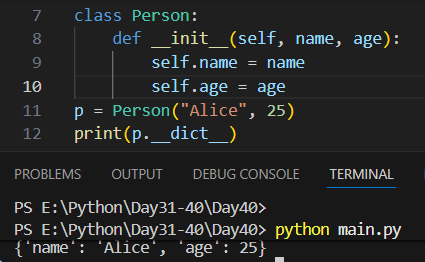 7 class Person:
8 def __init__(self, name, age):
9 self.name = name
10 self.age = age
11 p = Person("Alice", 25)
12 print(p.__dict__)
PROBLEMS OUTPUT DEBUG CONSOLE TERMINAL
PS E:\Python\Day31-40\Day40>
PS E:\Python\Day31-40\Day40> python main.py
{'name': 'Alice', 'age': 25}